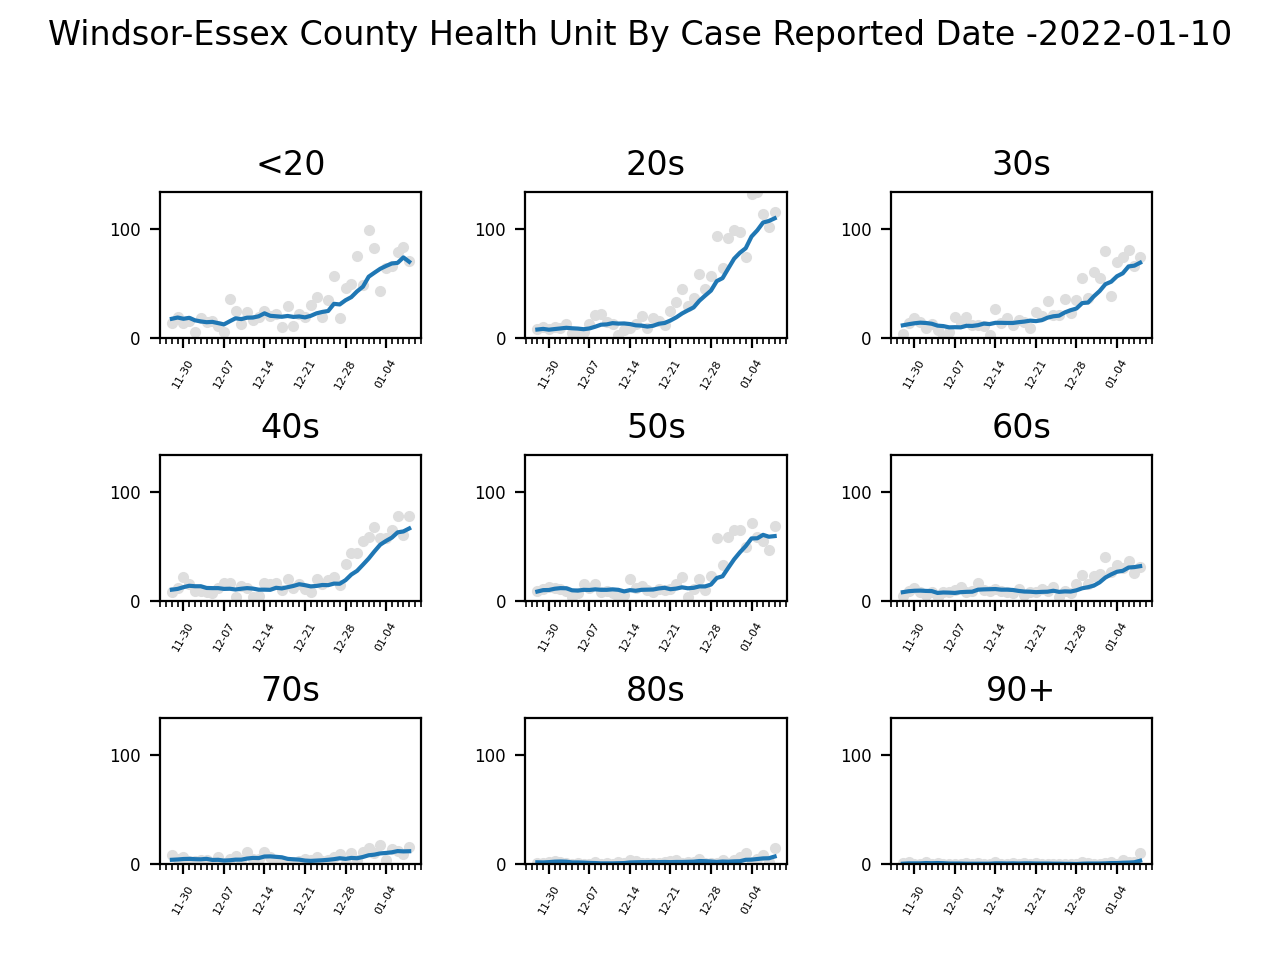 Windsor-Essex County Health Unit By Case Reported Date -2022-01-10
<20 20s 30s
100 100 100
0 0 0
11-30 12-07 12-14 12-21 12-28 01-04 11-30 12-07 12-14 12-21 12-28 01-04 11-30 12-07 12-14 12-21 12-28 01-04
40s 50s 60s
100 100 100
0 0 0
11-30 12-07 12-14 12-21 12-28 01-04 11-30 12-07 12-14 12-21 12-28 01-04 11-30 12-07 12-14 12-21 12-28 01-04
70s 80s 90+
100 100 100
0 0 0
11-30 12-07 12-14 12-21 12-28 01-04 11-30 12-07 12-14 12-21 12-28 01-04 11-30 12-07 12-14 12-21 12-28 01-04